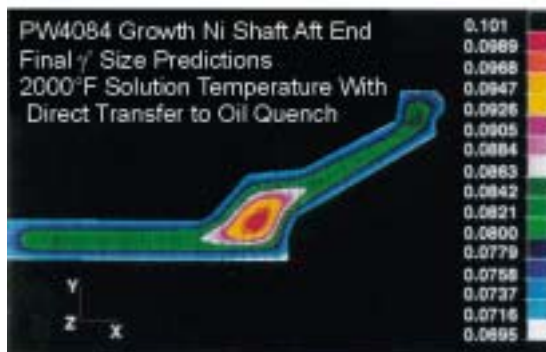 PW4084 Growth Ni Shaft Aft End
Final γ' Size Predictions
2000°F Solution Temperature With
Direct Transfer to Oil Quench
0.101
0.0989
0.0968
0.0947
0.0926
0.0905
0.0884
0.0863
0.0842
0.0821
0.0800
0.0779
0.0758
0.0737
0.0716
0.0695
Y
Z X